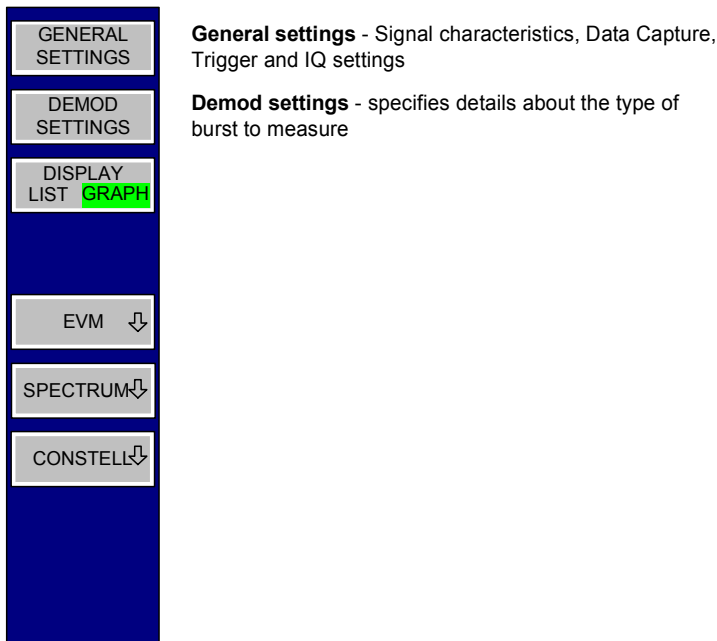 GENERAL
SETTINGS
General settings - Signal characteristics, Data Capture,
Trigger and IQ settings
DEMOD
SETTINGS
Demod settings - specifies details about the type of
burst to measure
DISPLAY
LIST GRAPH
EVM
SPECTRUM
CONSTELL